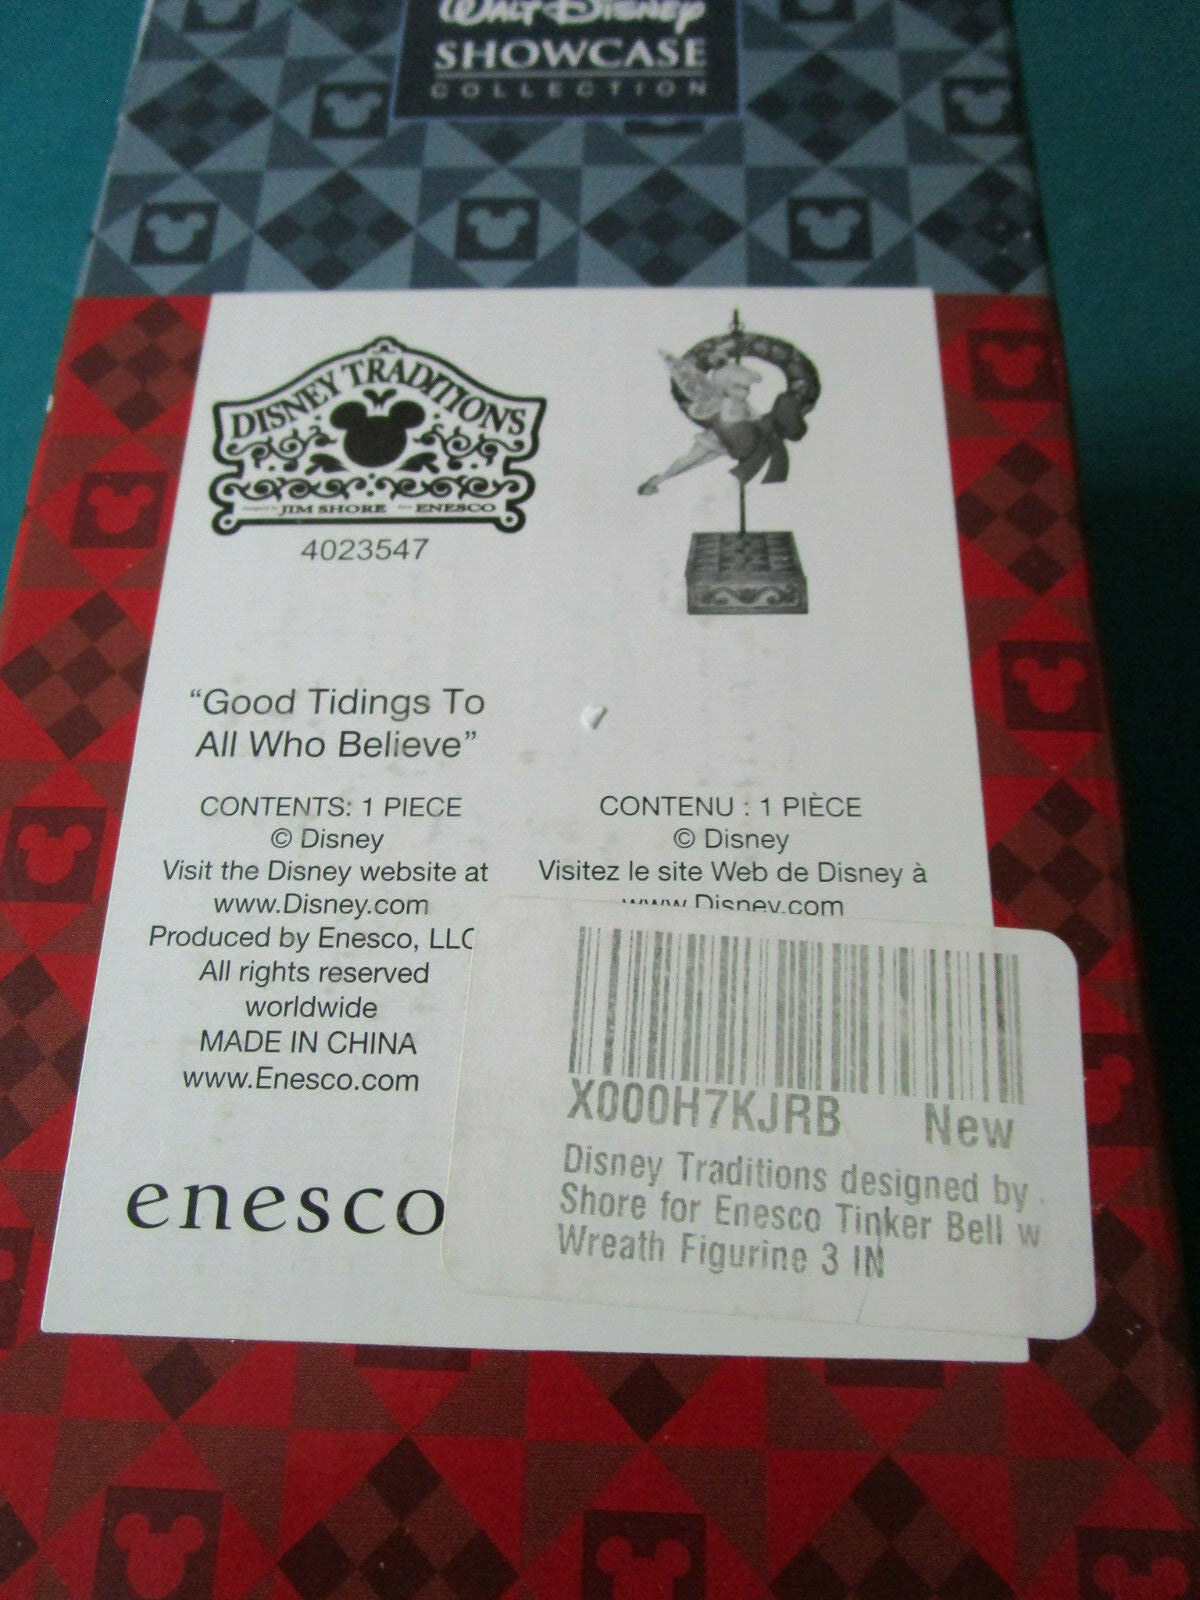 WALT DISNEY
SHOWCASE
COLLECTION
DISNEY TRADITIONS
JIM SHORE ENESCO
4023547
“Good Tidings To
All Who Believe”
CONTENTS: 1 PIECE
© Disney
Visit the Disney website at
www.Disney.com
Produced by Enesco, LLC
All rights reserved
worldwide
MADE IN CHINA
www.Enesco.com
enesco
CONTENU : 1 PIÈCE
© Disney
Visitez le site Web de Disney à
www.Disney.com
X000H7KJRB New
Disney Traditions designed by
Shore for Enesco Tinker Bell w
Wreath Figurine 3 IN